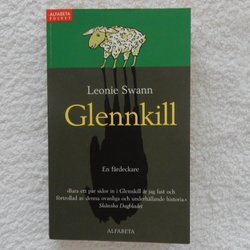 ALFABETA
POCKET
Leonie Swann
Glennkill
En fårdeckare
»Bara ett par sidor in i Glennkill är jag fast och
förtrollad av denna ovanliga och underhållande historia.»
Skånska Dagbladet
ALFABETA